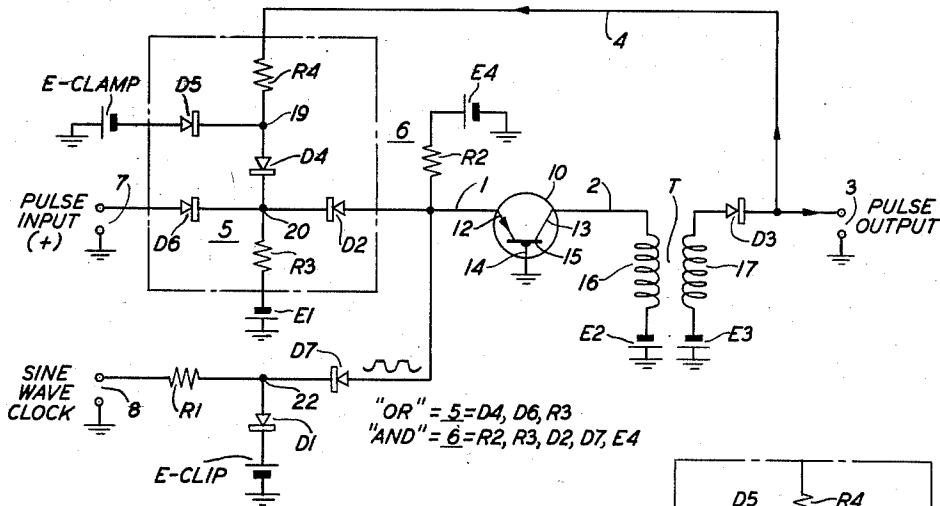 4
E-CLAMP
D5
R4
E4
19
6
R2
D4
10
1
2
T
3
PULSE
INPUT
(+)
7
D6
5
20
D2
12
13
PULSE
OUTPUT
R3
14
15
D3
16
17
E1
E2
E3
D7
SINE
WAVE
CLOCK
8
R1
22
D1
"OR" = 5 = D4, D6, R3
"AND" = 6 = R2, R3, D2, D7, E4
E-CLIP
D5
R4